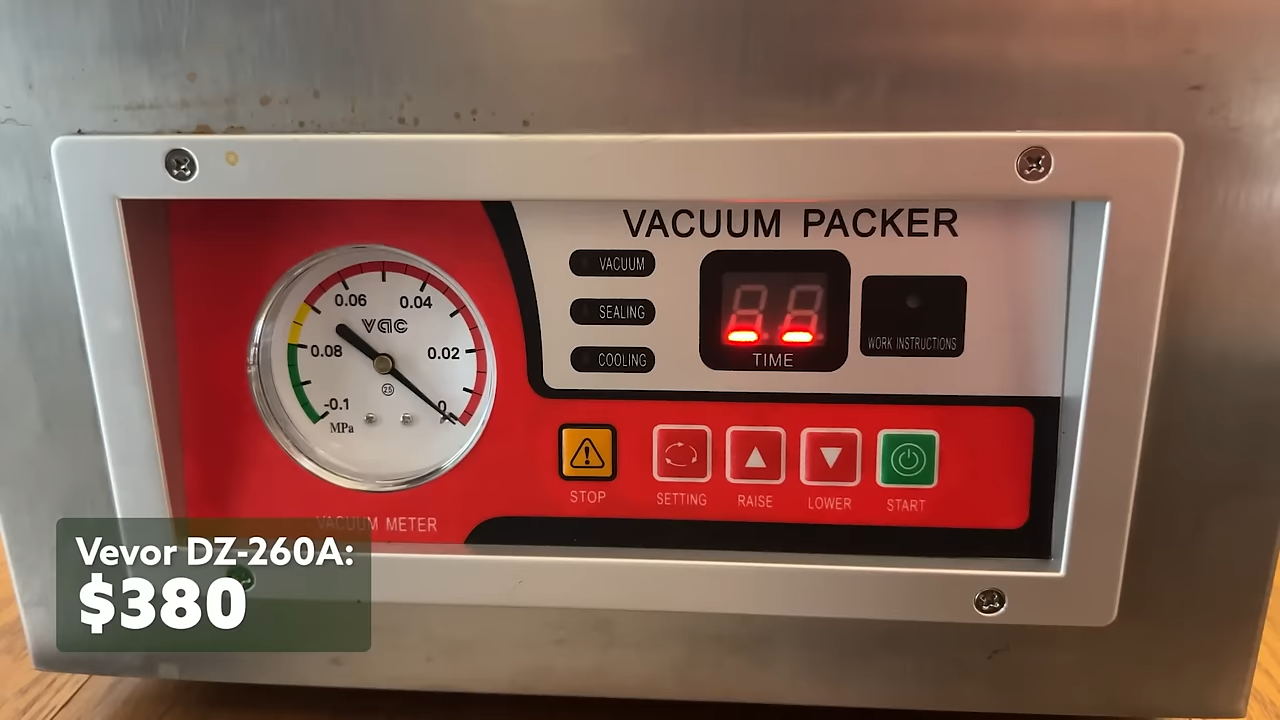 VACUUM PACKER
VACUUM
SEALING
COOLING
TIME
WORK INSTRUCTIONS
0.06
0.04
vac
0.08
0.02
25
-0.1
0
MPa
STOP
SETTING
RAISE
LOWER
START
VACUUM METER
Vevor DZ-260A:
$380